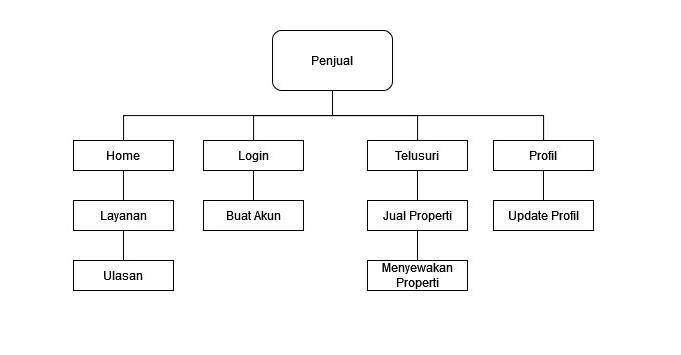 Penjual
Home
Login
Telusuri
Profil
Layanan
Buat Akun
Jual Properti
Update Profil
Ulasan
Menyewakan
Properti